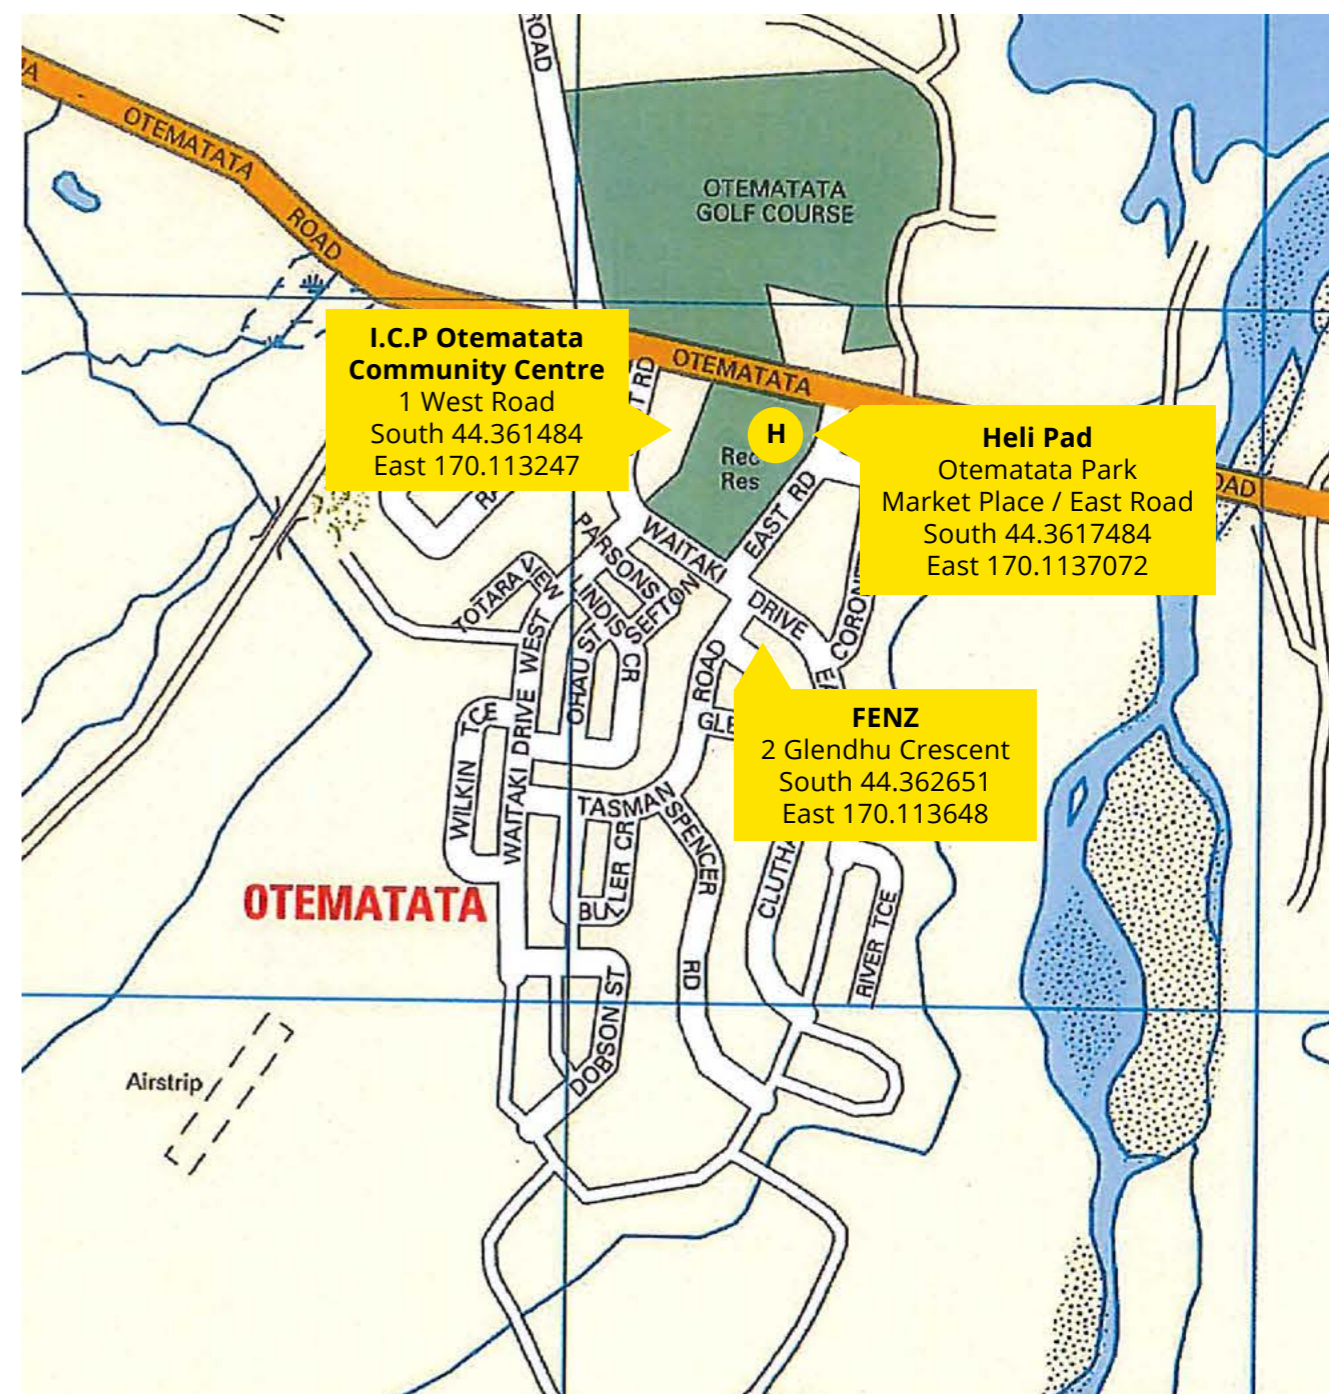 ROAD
OTEMATATA
ROAD
OTEMATATA
GOLF COURSE
I.C.P Otematata
Community Centre
1 West Road
South 44.361484
East 170.113247
OTEMATATA
H
Rec
Res
Heli Pad
Otematata Park
Market Place / East Road
South 44.3617484
East 170.1137072
EAST RD
WAITAKI
DRIVE
PARSONS
LINDIS
CR
SEFTON
TOTARA
VIEW
OHAU ST
WAITAKI DRIVE WEST
WILKIN
TCE
ROAD
FENZ
2 Glendhu Crescent
South 44.362651
East 170.113648
TASMAN
SPENCER
RD
RIVER TCE
OTEMATATA
DOBSON ST
Airstrip